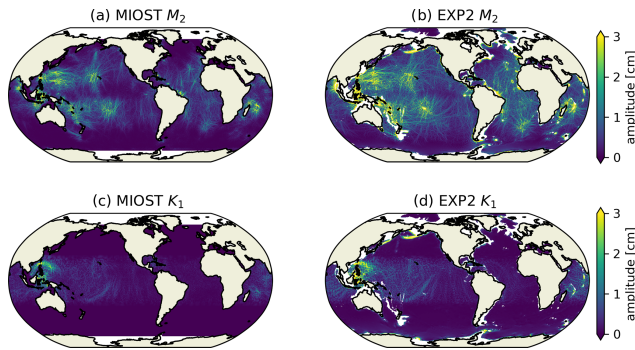 (a) MIOST M₂
(b) EXP2 M₂
3
2
1
0
amplitude [cm]
(c) MIOST K₁
(d) EXP2 K₁
3
2
1
0
amplitude [cm]